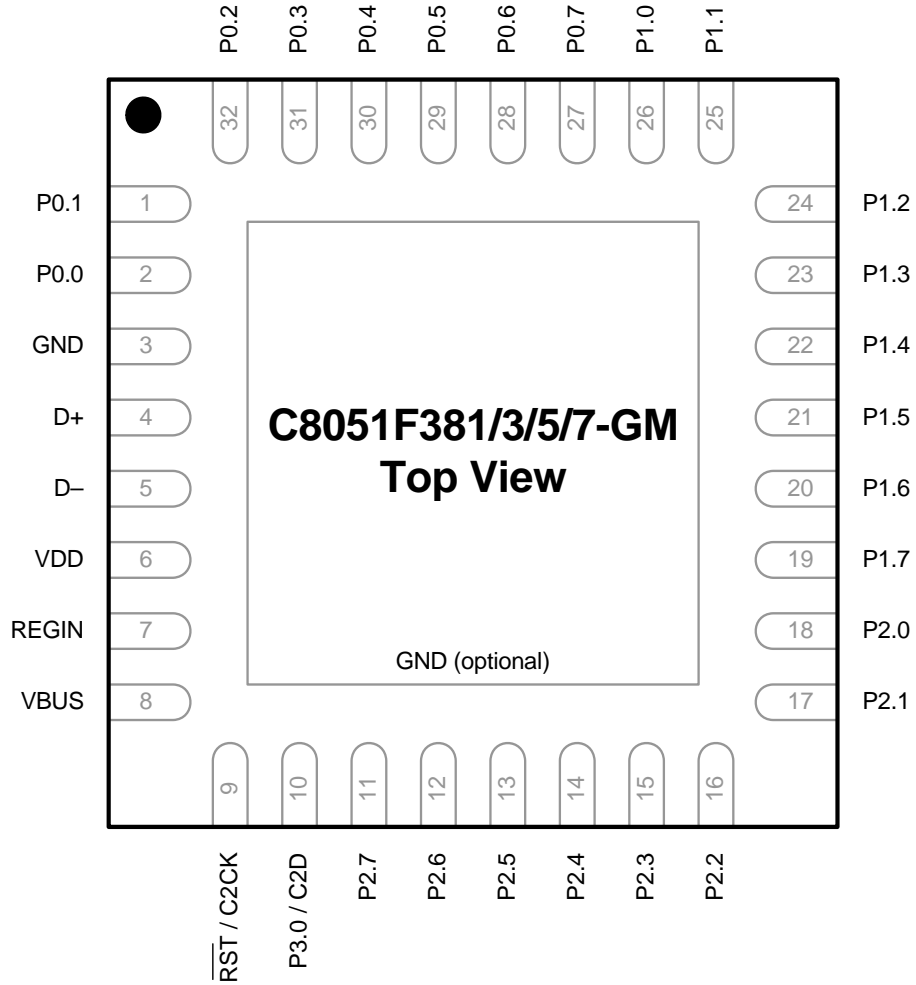 P0.2
P0.3
P0.4
P0.5
P0.6
P0.7
P1.0
P1.1
32
31
30
29
28
27
26
25
P0.1 1
P0.0 2
GND 3
D+ 4
D– 5
VDD 6
REGIN 7
VBUS 8
24 P1.2
23 P1.3
22 P1.4
21 P1.5
20 P1.6
19 P1.7
18 P2.0
17 P2.1
C8051F381/3/5/7-GM
Top View
GND (optional)
9
10
11
12
13
14
15
16
RST / C2CK
P3.0 / C2D
P2.7
P2.6
P2.5
P2.4
P2.3
P2.2